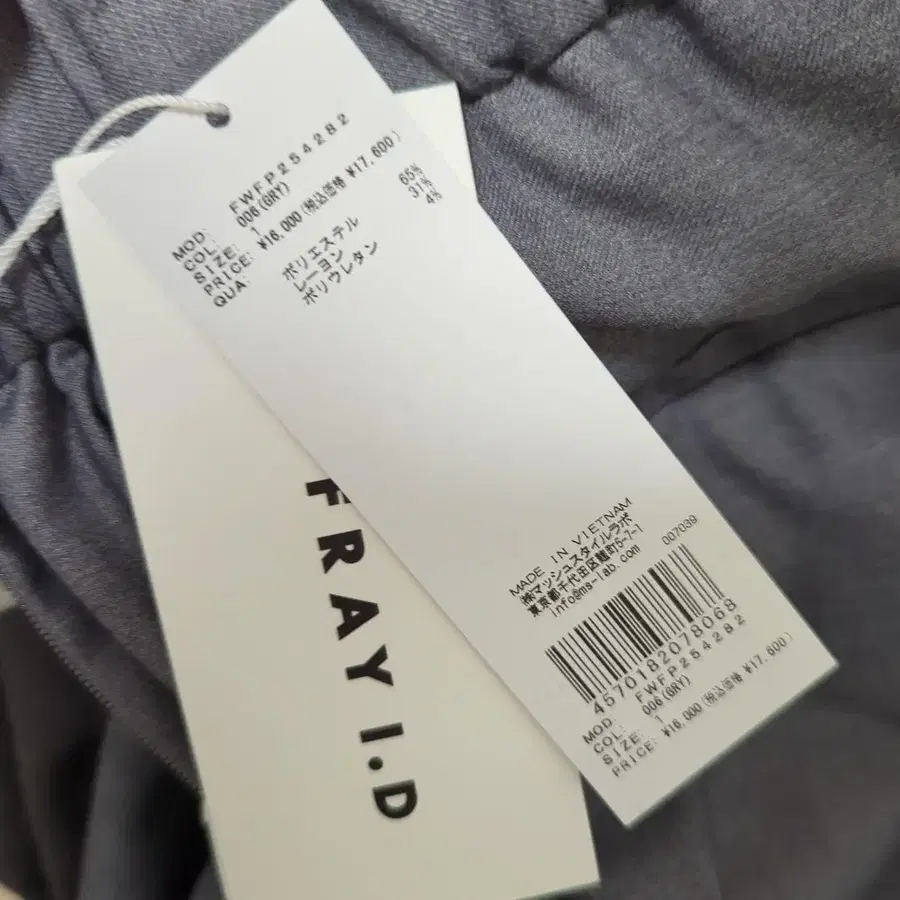 MOD: FWFP254282
COL: 006(GRY)
SIZE: 1
PRICE: ¥16,000(税込価格 ¥17,600)
QUA: ポリエステル 65%
レーヨン 31%
ポリウレタン 4%
FRAY I.D
MADE IN VIETNAM
㈱マッシュスタイルラボ
東京都千代田区麹町5-7-1
info@ms-lab.com 007039
4570182078068
MOD: FWFP254282
COL: 006(GRY)
SIZE: 1
PRICE: ¥16,000(税込価格 ¥17,600)